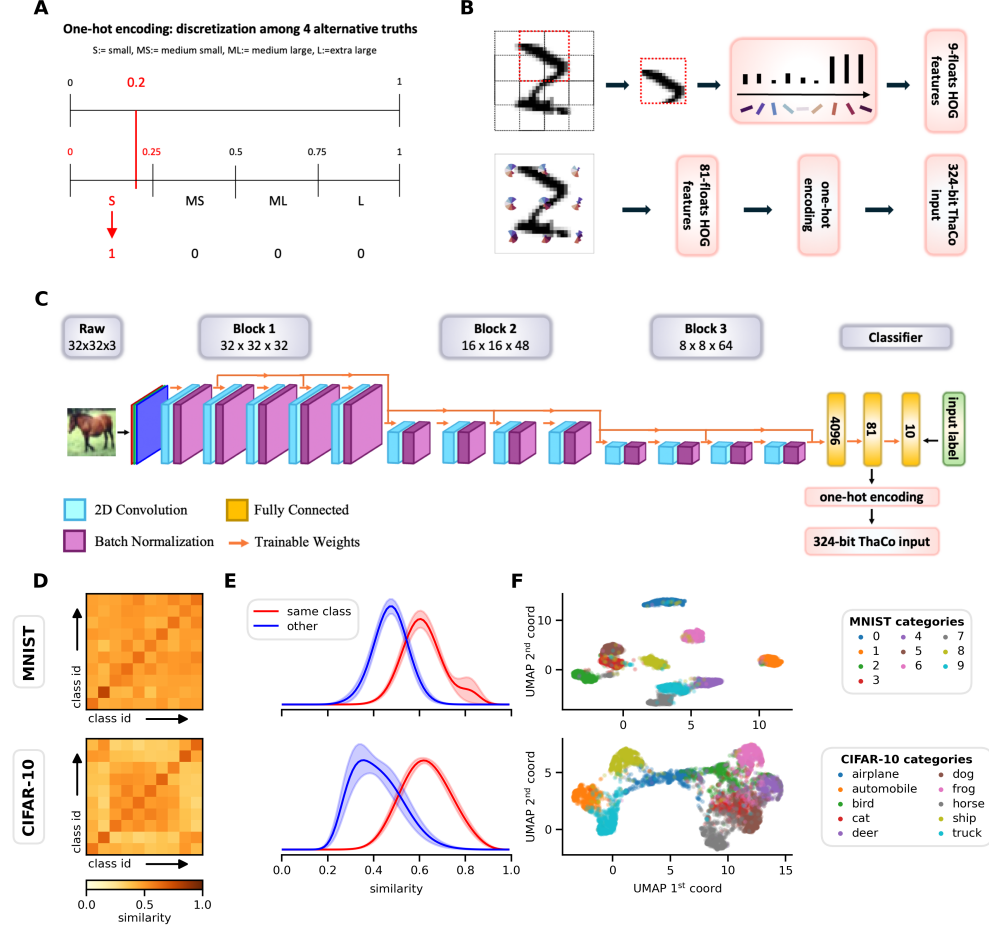 A
One-hot encoding: discretization among 4 alternative truths
S:= small, MS:= medium small, ML:= medium large, L:=extra large
0
0.2
1
0
0.25
0.5
0.75
1
S
MS
ML
L
1
0
0
0
B
9-floats HOG
features
81-floats HOG
features
one-hot
encoding
324-bit ThaCo
input
C
Raw
32x32x3
Block 1
32 x 32 x 32
Block 2
16 x 16 x 48
Block 3
8 x 8 x 64
Classifier
4096
81
10
input label
one-hot encoding
324-bit ThaCo input
2D Convolution
Fully Connected
Batch Normalization
Trainable Weights
D
MNIST
class id
class id
CIFAR-10
class id
class id
0.0
0.5
1.0
similarity
E
same class
other
0.0
0.2
0.4
0.6
0.8
1.0
similarity
F
UMAP 2nd coord
10
0
0
5
10
MNIST categories
0
4
7
1
5
8
2
6
9
3
UMAP 2nd coord
5
0
0
5
10
15
UMAP 1st coord
CIFAR-10 categories
airplane
dog
automobile
frog
bird
horse
cat
ship
deer
truck